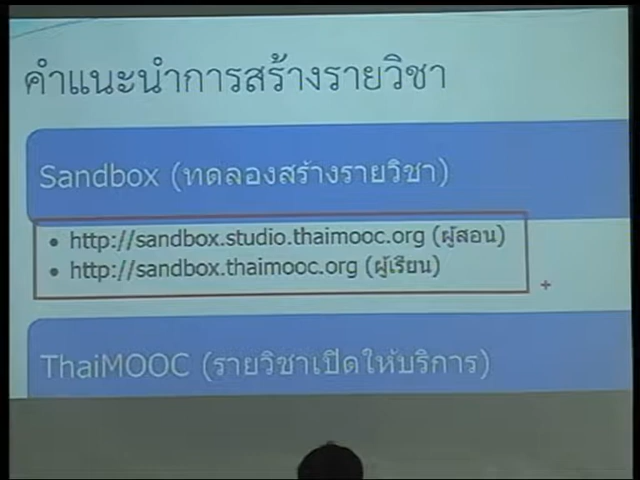 คำแนะนำการสร้างรายวิชา
Sandbox (ทดลองสร้างรายวิชา)
• http://sandbox.studio.thaimooc.org (ผู้สอน)
• http://sandbox.thaimooc.org (ผู้เรียน)
ThaiMOOC (รายวิชาเปิดให้บริการ)